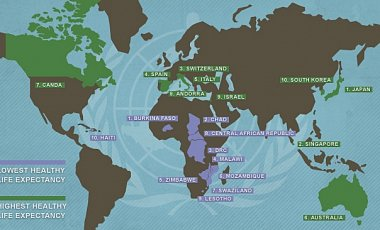 3. SWITZERLAND
4. SPAIN
5. ITALY
7. CANDA
10. SOUTH KOREA
8. ANDORRA
1. JAPAN
9. ISRAEL
1. BURKINA FASO
2. CHAD
10. HAITI
9. CENTRAL AFRICAN REPUBLIC
2. SINGAPORE
3. DRC
4. MALAWI
LOWEST HEALTHY
LIFE EXPECTANCY
5. ZIMBABWE
8. MOZAMBIQUE
7. SWAZILAND
LESOTHO
HIGHEST HEALTHY
LIFE EXPECTANCY
6. AUSTRALIA